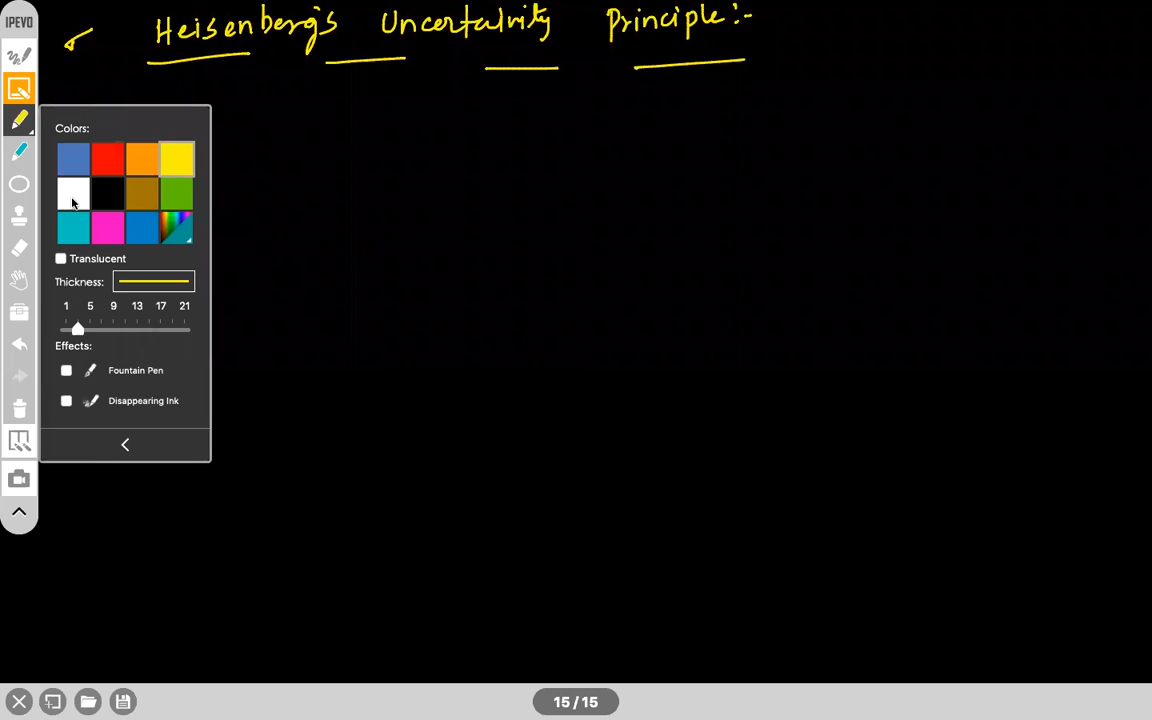 Heisenberg's Uncertainity Principle :-
IPEVO
Colors:
Translucent
Thickness:
1 5 9 13 17 21
Effects:
Fountain Pen
Disappearing Ink
15 / 15